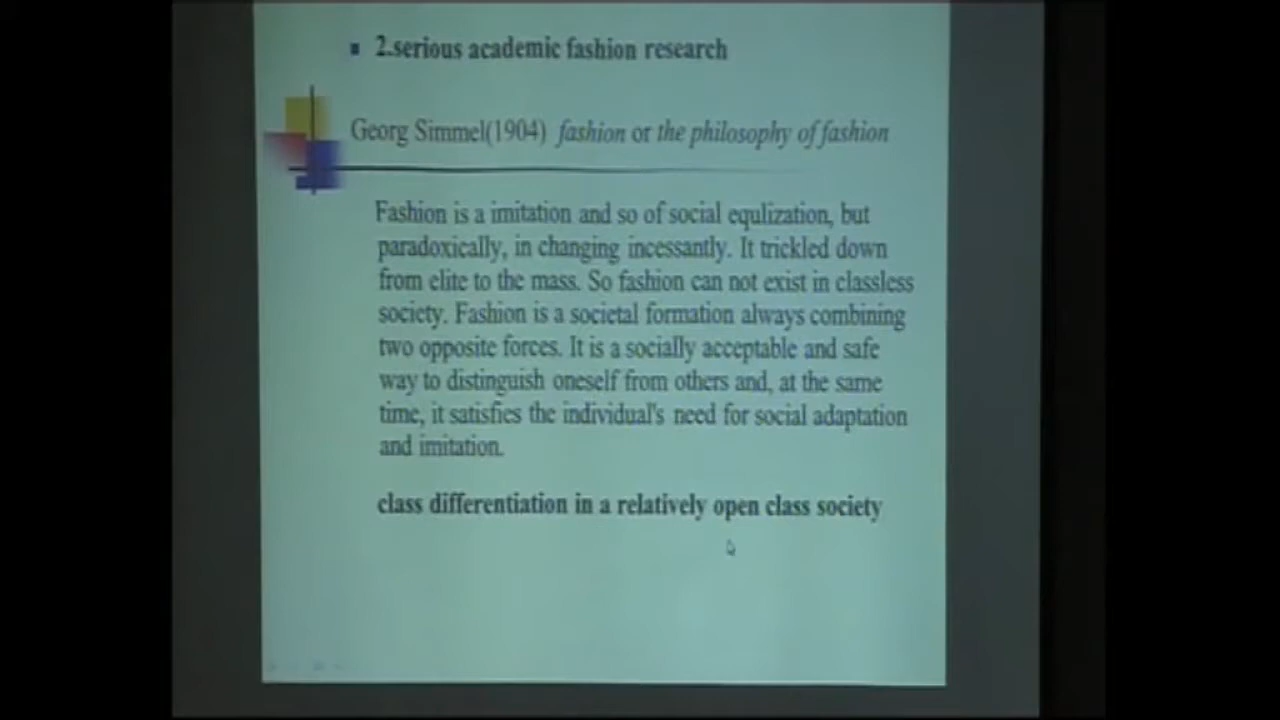 2.serious academic fashion research
Georg Simmel(1904) fashion or the philosophy of fashion
Fashion is a imitation and so of social equlization, but
paradoxically, in changing incessantly. It trickled down
from elite to the mass. So fashion can not exist in classless
society. Fashion is a societal formation always combining
two opposite forces. It is a socially acceptable and safe
way to distinguish oneself from others and, at the same
time, it satisfies the individual's need for social adaptation
and imitation.
class differentiation in a relatively open class society